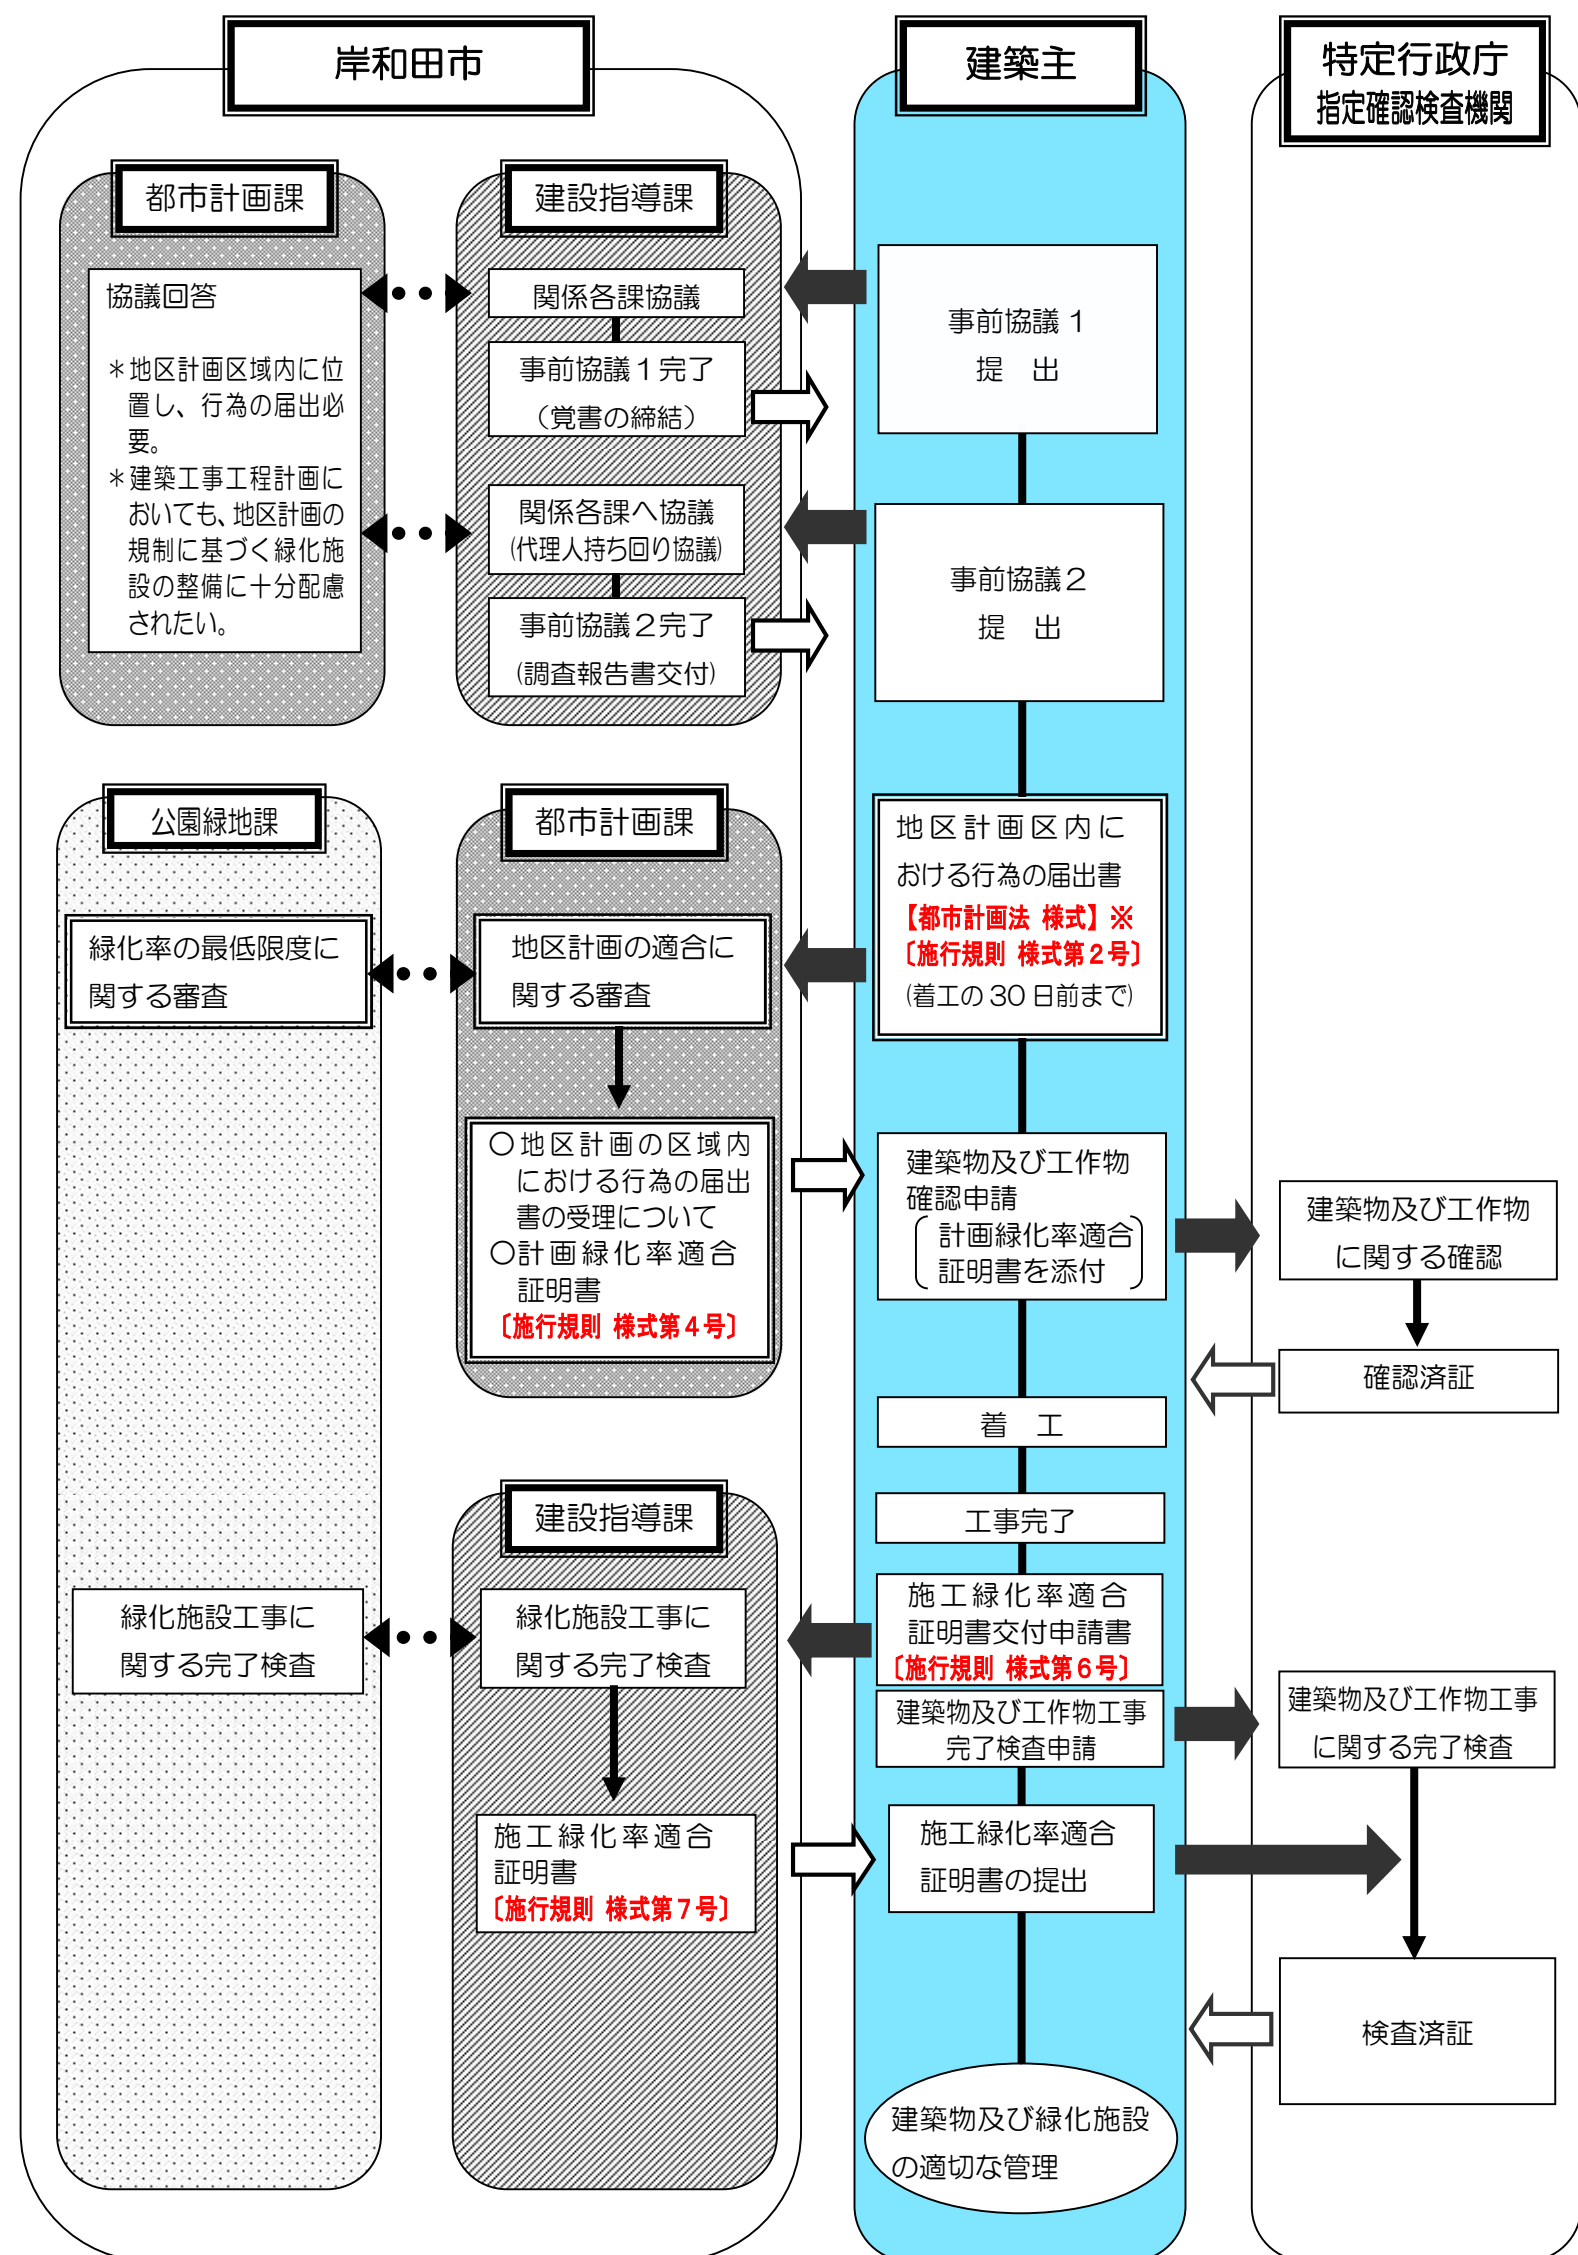 岸和田市
建築主
特定行政庁
指定確認検査機関
都市計画課
建設指導課
協議回答
＊地区計画区域内に位
置し、行為の届出必
要。
＊建築工事工程計画に
おいても、地区計画の
規制に基づく緑化施
設の整備に十分配慮
されたい。
関係各課協議
事前協議１完了
（覚書の締結）
関係各課へ協議
(代理人持ち回り協議)
事前協議２完了
(調査報告書交付)
事前協議１
提　出
事前協議２
提　出
公園緑地課
都市計画課
緑化率の最低限度に
関する審査
地区計画の適合に
関する審査
地区計画区内に
おける行為の届出書
【都市計画法 様式】※
〔施行規則 様式第２号〕
(着工の 30 日前まで)
〇地区計画の区域内
における行為の届出
書の受理について
〇計画緑化率適合
証明書
〔施行規則 様式第４号〕
建築物及び工作物
確認申請
計画緑化率適合
証明書を添付
建築物及び工作物
に関する確認
確認済証
着　工
工事完了
建設指導課
緑化施設工事に
関する完了検査
緑化施設工事に
関する完了検査
施工緑化率適合
証明書交付申請書
〔施行規則 様式第６号〕
建築物及び工作物工事
完了検査申請
建築物及び工作物工事
に関する完了検査
施工緑化率適合
証明書
〔施行規則 様式第７号〕
施工緑化率適合
証明書の提出
検査済証
建築物及び緑化施設
の適切な管理